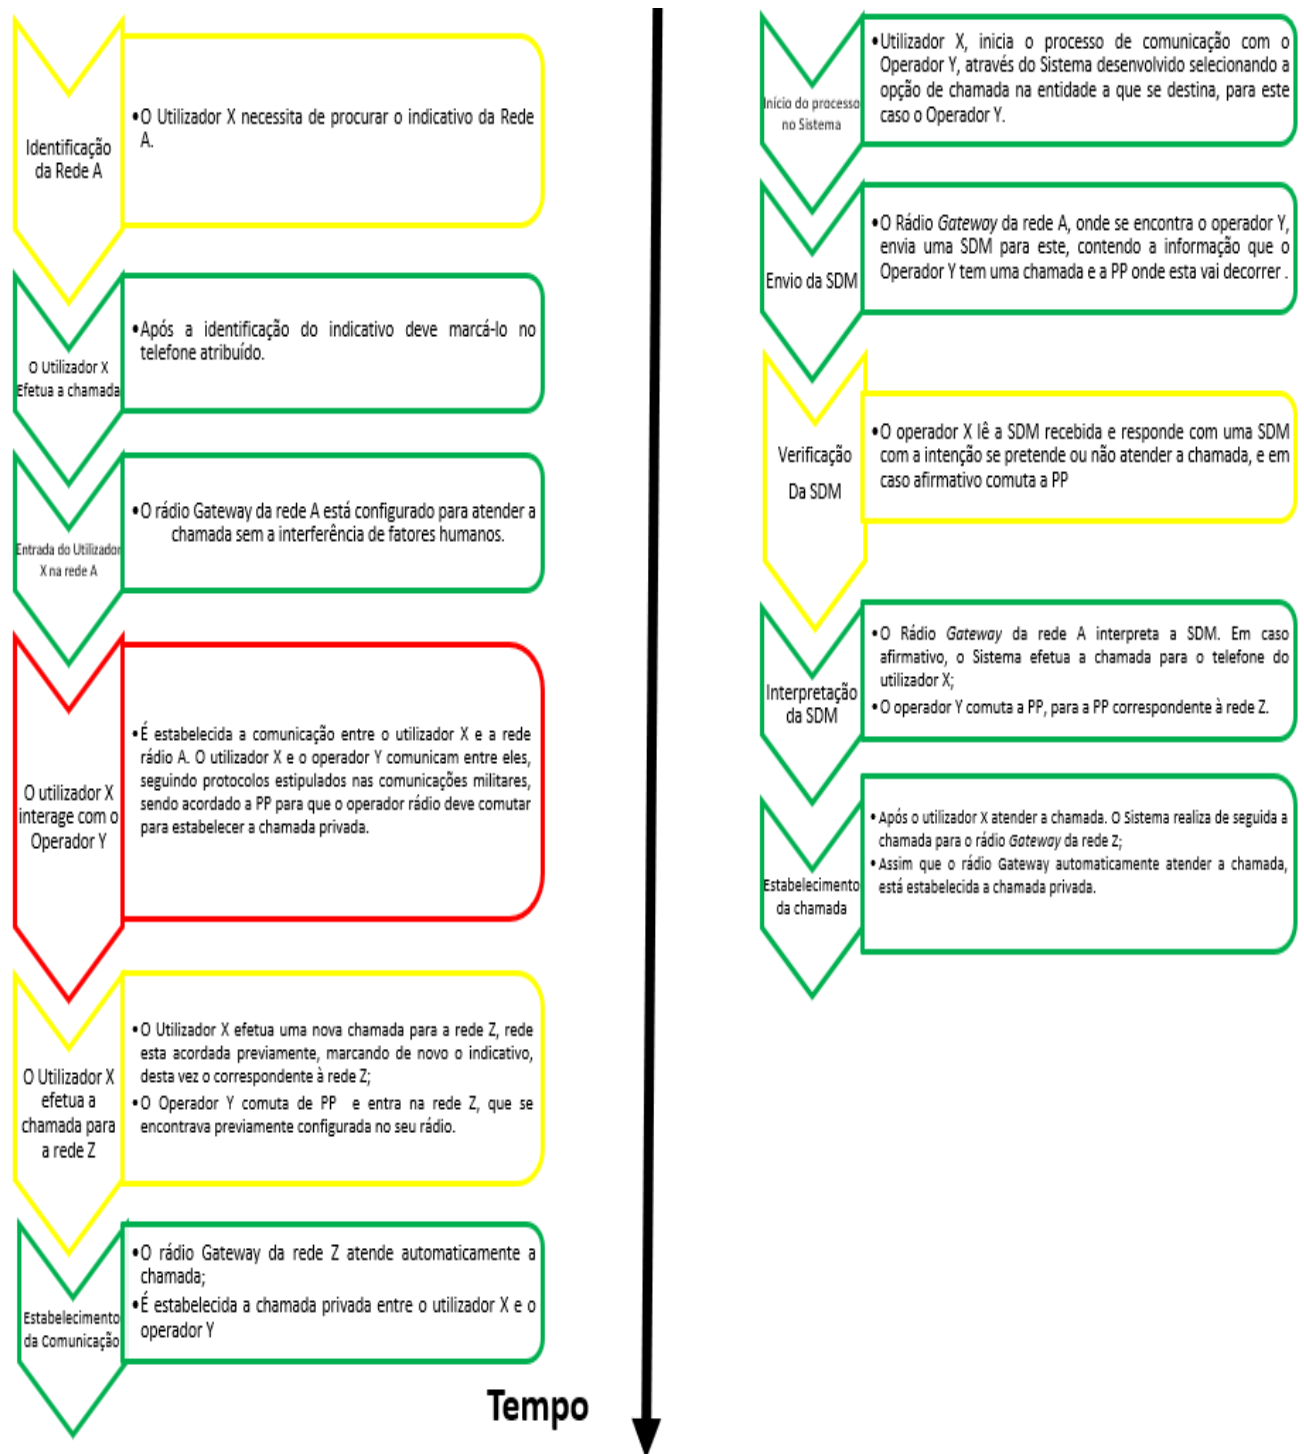 Identificação
da Rede A
•O Utilizador X necessita de procurar o indicativo da Rede
A.
O Utilizador X
Efetua a chamada
•Após a identificação do indicativo deve marcá-lo no
telefone atribuído.
Entrada do Utilizador
X na rede A
•O rádio Gateway da rede A está configurado para atender a
chamada sem a interferência de fatores humanos.
O utilizador X
interage com o
Operador Y
•É estabelecida a comunicação entre o utilizador X e a rede
rádio A. O utilizador X e o operador Y comunicam entre eles,
seguindo protocolos estipulados nas comunicações militares,
sendo acordado a PP para que o operador rádio deve comutar
para estabelecer a chamada privada.
O Utilizador X
efetua a
chamada para
a rede Z
•O Utilizador X efetua uma nova chamada para a rede Z, rede
esta acordada previamente, marcando de novo o indicativo,
desta vez o correspondente à rede Z;
•O Operador Y comuta de PP e entra na rede Z, que se
encontrava previamente configurada no seu rádio.
Estabelecimento
da Comunicação
•O rádio Gateway da rede Z atende automaticamente a
chamada;
•É estabelecida a chamada privada entre o utilizador X e o
operador Y
Tempo
Início do processo
no Sistema
•Utilizador X, inicia o processo de comunicação com o
Operador Y, através do Sistema desenvolvido selecionando a
opção de chamada na entidade a que se destina, para este
caso o Operador Y.
Envio da SDM
•O Rádio Gateway da rede A, onde se encontra o operador Y,
envia uma SDM para este, contendo a informação que o
Operador Y tem uma chamada e a PP onde esta vai decorrer .
Verificação
Da SDM
•O operador X lê a SDM recebida e responde com uma SDM
com a intenção se pretende ou não atender a chamada, e em
caso afirmativo comuta a PP
Interpretação
da SDM
•O Rádio Gateway da rede A interpreta a SDM. Em caso
afirmativo, o Sistema efetua a chamada para o telefone do
utilizador X;
•O operador Y comuta a PP, para a PP correspondente à rede Z.
Estabelecimento
da chamada
•Após o utilizador X atender a chamada. O Sistema realiza de seguida a
chamada para o rádio Gateway da rede Z;
•Assim que o rádio Gateway automaticamente atender a chamada,
está estabelecida a chamada privada.